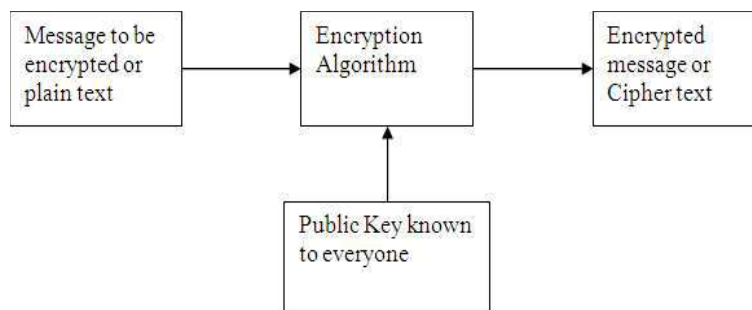 Message to be
encrypted or
plain text
Encryption
Algorithm
Encrypted
message or
Cipher text
Public Key known
to everyone